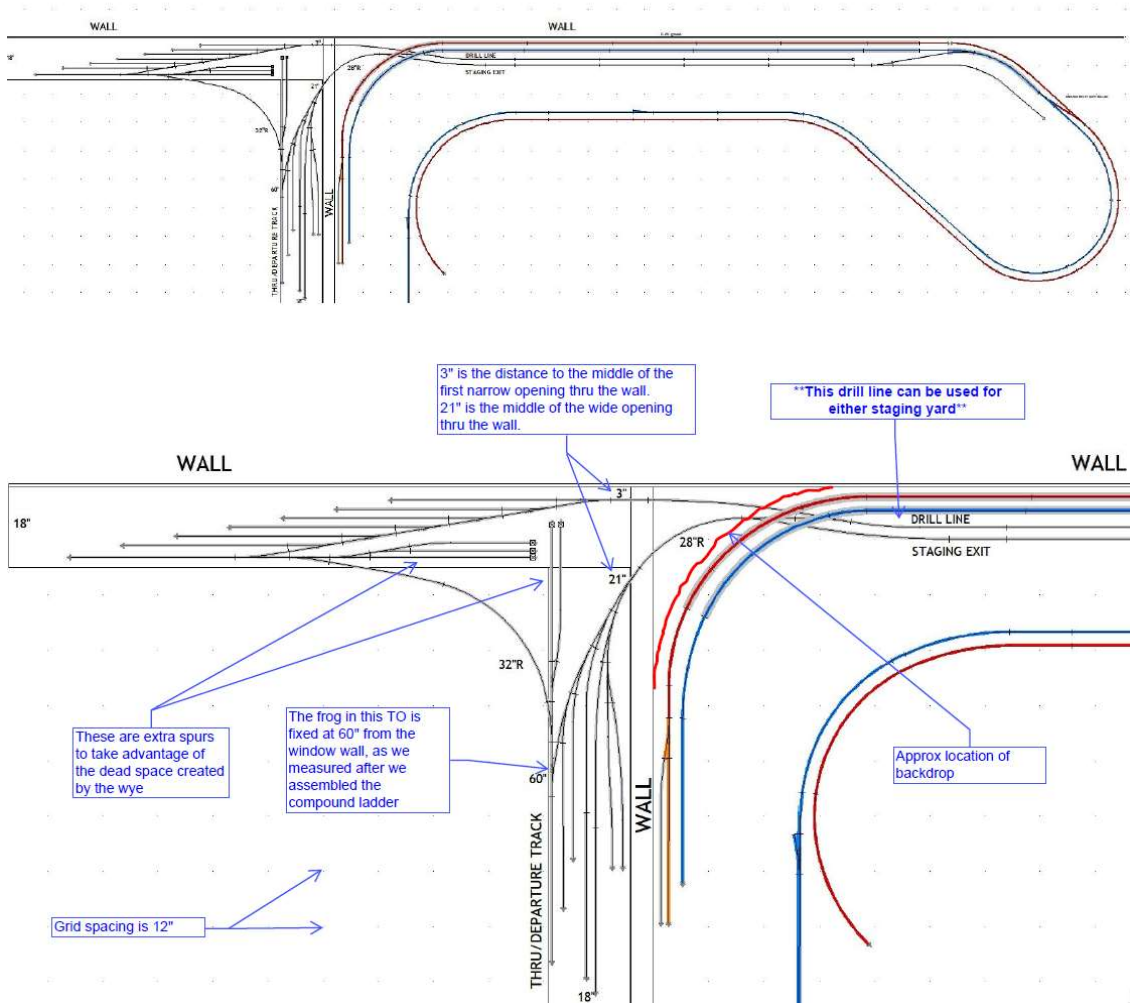 WALL
WALL
3"
18"
DRILL LINE
28"R
STAGING EXIT
21"
32"R
60"
WALL
THRU/DEPARTURE TRACK
3" is the distance to the middle of the
first narrow opening thru the wall.
21" is the middle of the wide opening
thru the wall.
**This drill line can be used for
either staging yard**
WALL
WALL
3"
18"
DRILL LINE
28"R
STAGING EXIT
21"
32"R
These are extra spurs
to take advantage of
the dead space created
by the wye
The frog in this TO is
fixed at 60" from the
window wall, as we
measured after we
assembled the
compound ladder
Approx location of
backdrop
60"
WALL
THRU/DEPARTURE TRACK
Grid spacing is 12"
18"